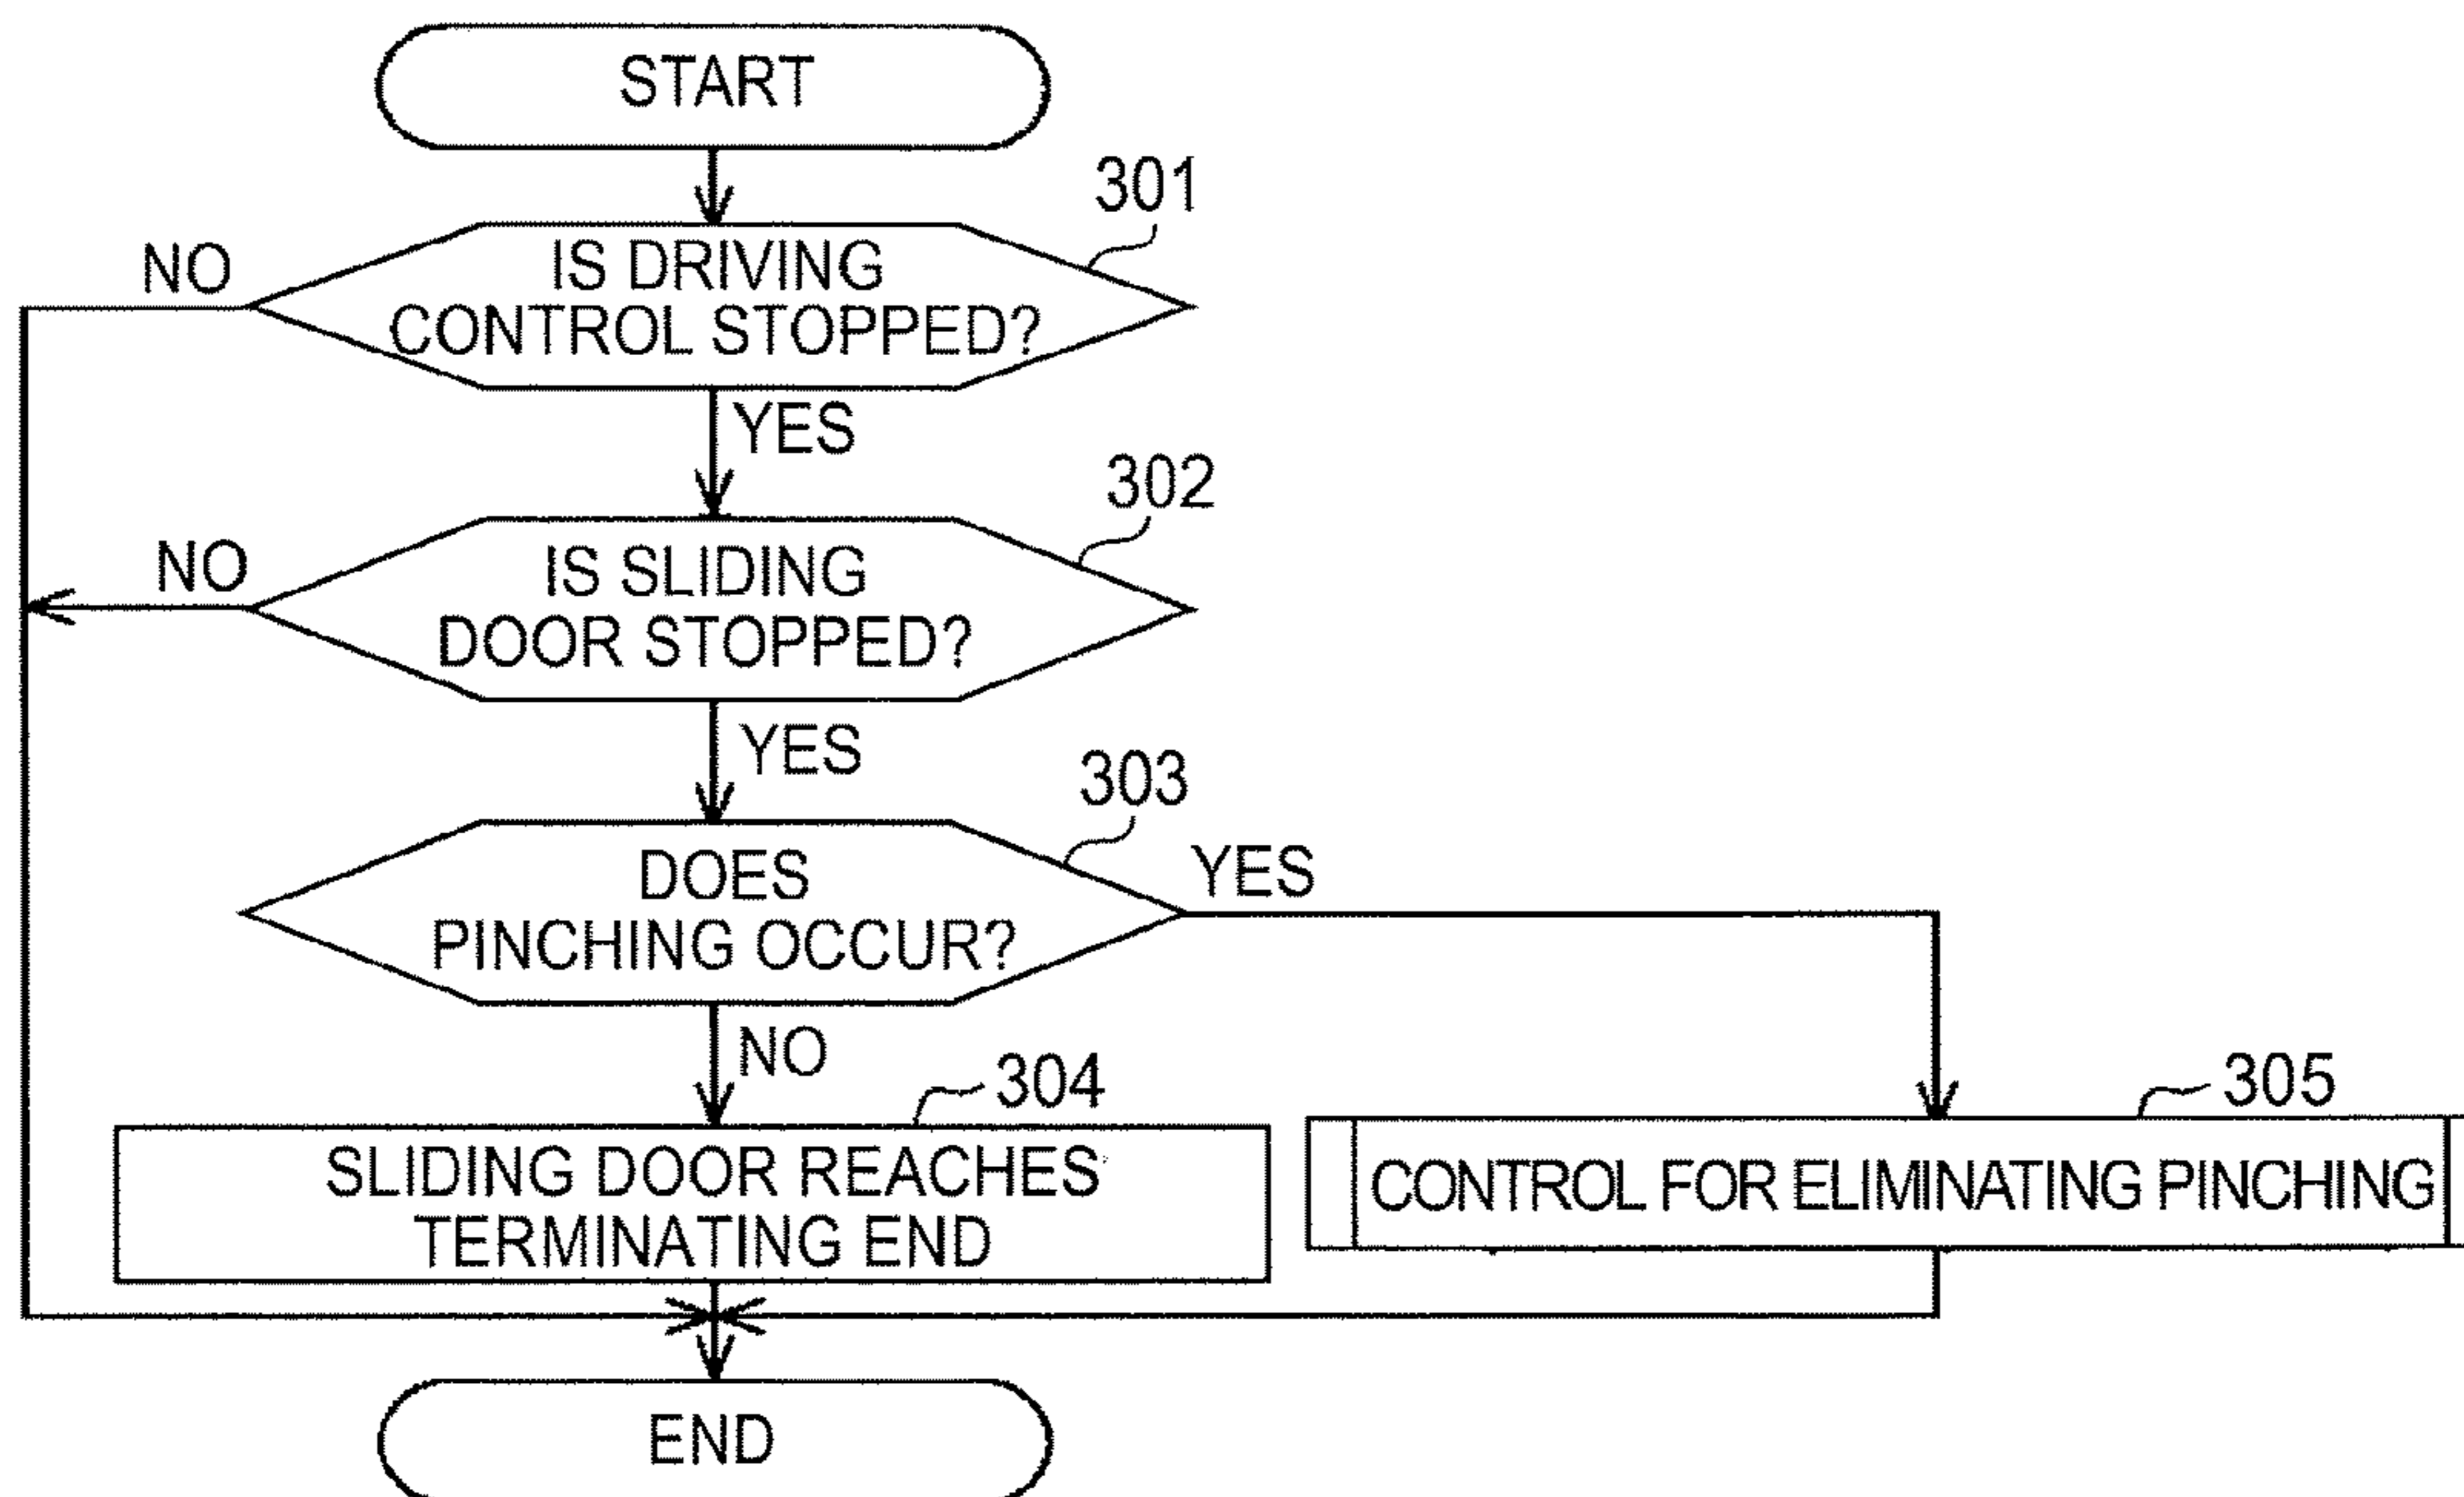 START
301
NO
IS DRIVING
CONTROL STOPPED?
YES
302
NO
IS SLIDING
DOOR STOPPED?
YES
303
DOES
PINCHING OCCUR?
YES
NO
304
305
SLIDING DOOR REACHES
TERMINATING END
CONTROL FOR ELIMINATING PINCHING
END